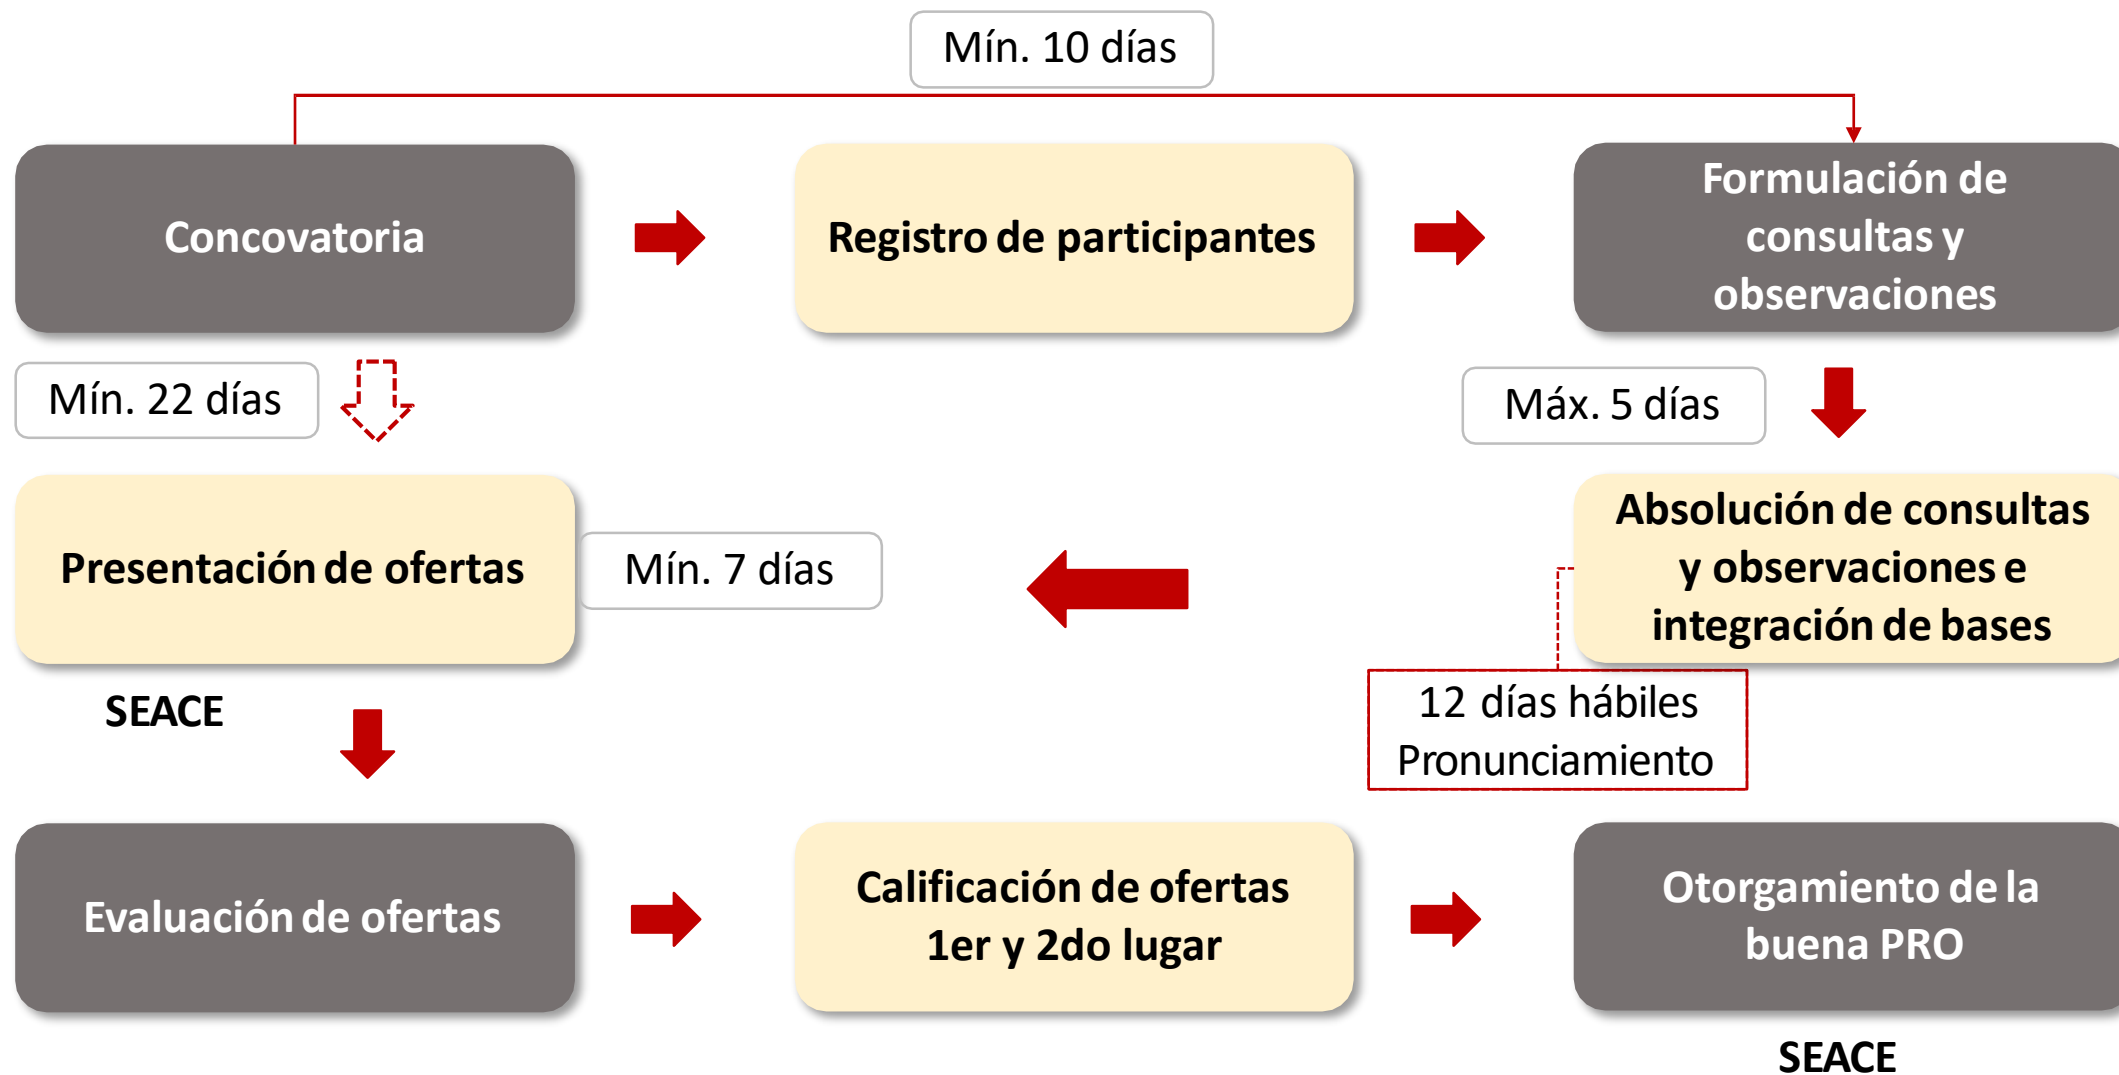 Mín. 10 días
Concovatoria
Registro de participantes
Formulación de
consultas y
observaciones
Mín. 22 días
Máx. 5 días
Presentación de ofertas
Mín. 7 días
Absolución de consultas
y observaciones e
integración de bases
SEACE
12 días hábiles
Pronunciamiento
Evaluación de ofertas
Calificación de ofertas
1er y 2do lugar
Otorgamiento de la
buena PRO
SEACE